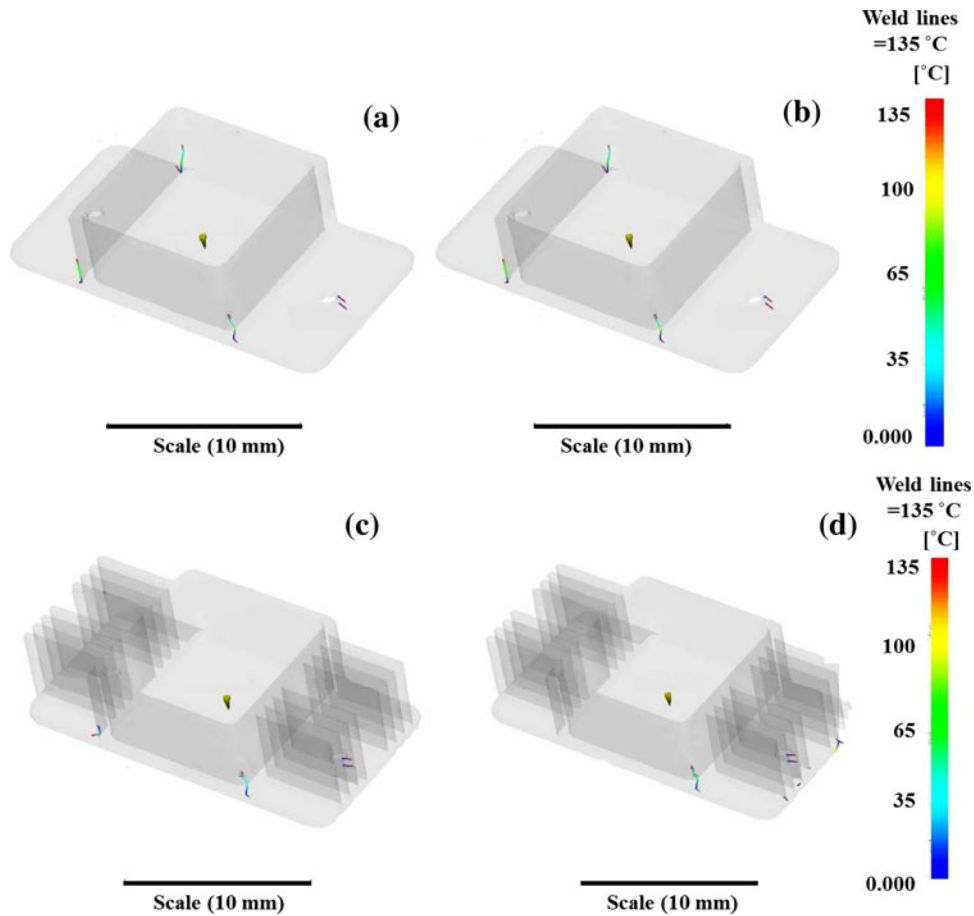 Weld lines
=135 ˚C
[˚C]
(a)
(b)
135
100
65
35
0.000
Scale (10 mm)
Scale (10 mm)
Weld lines
=135 ˚C
[˚C]
(c)
(d)
135
100
65
35
0.000
Scale (10 mm)
Scale (10 mm)